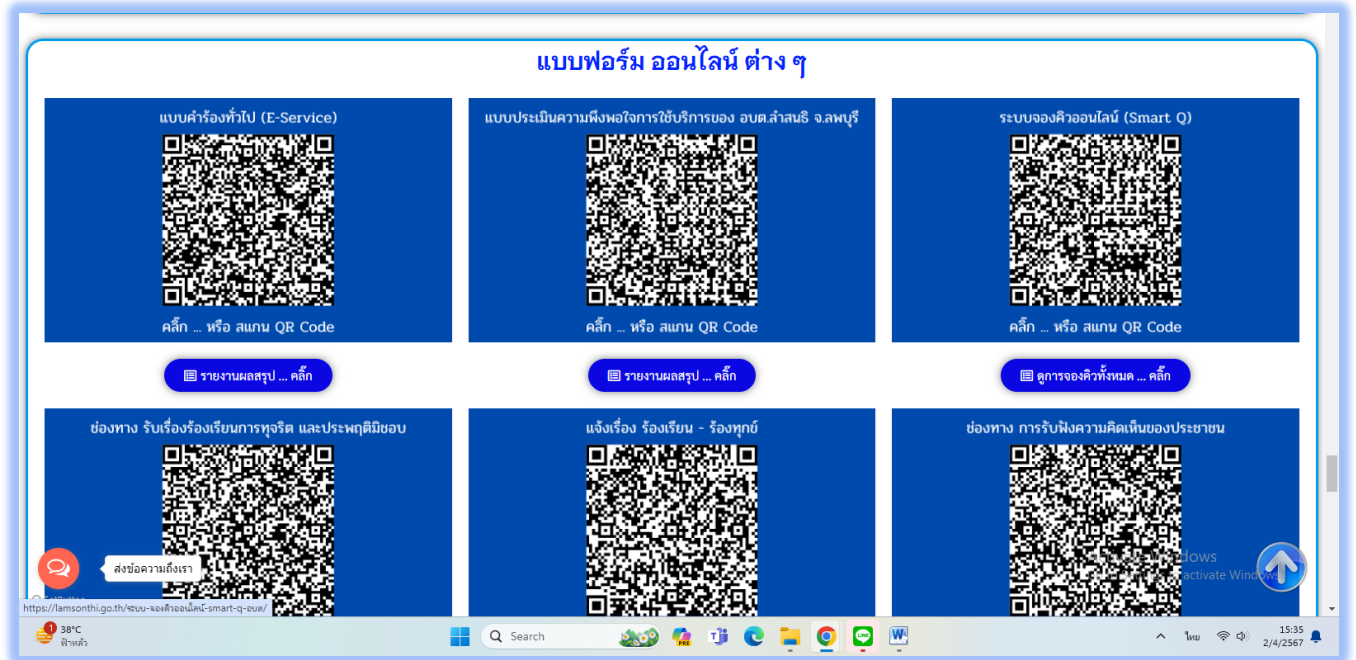 แบบฟอร์ม ออนไลน์ ต่าง ๆ
แบบคำร้องทั่วไป (E-Service)
คลิ๊ก ... หรือ สแกน QR Code
รายงานผลสรุป ... คลิ๊ก
แบบประเมินความพึงพอใจการใช้บริการของ อบต.ลำสนธิ จ.ลพบุรี
คลิ๊ก ... หรือ สแกน QR Code
รายงานผลสรุป ... คลิ๊ก
ระบบจองคิวออนไลน์ (Smart Q)
คลิ๊ก ... หรือ สแกน QR Code
ดูการจองคิวทั้งหมด ... คลิ๊ก
ช่องทาง รับเรื่องร้องเรียนการทุจริต และประพฤติมิชอบ
แจ้งเรื่อง ร้องเรียน - ร้องทุกข์
ช่องทาง การรับฟังความคิดเห็นของประชาชน
ส่งข้อความถึงเรา
https://lamsonthi.go.th/ระบบ-จองคิวออนไลน์-smart-q-อบต/
activate Windows
1
38°C
ฟ้าหลัว
Search
PRE
LINE
ไทย
15:35
2/4/2567